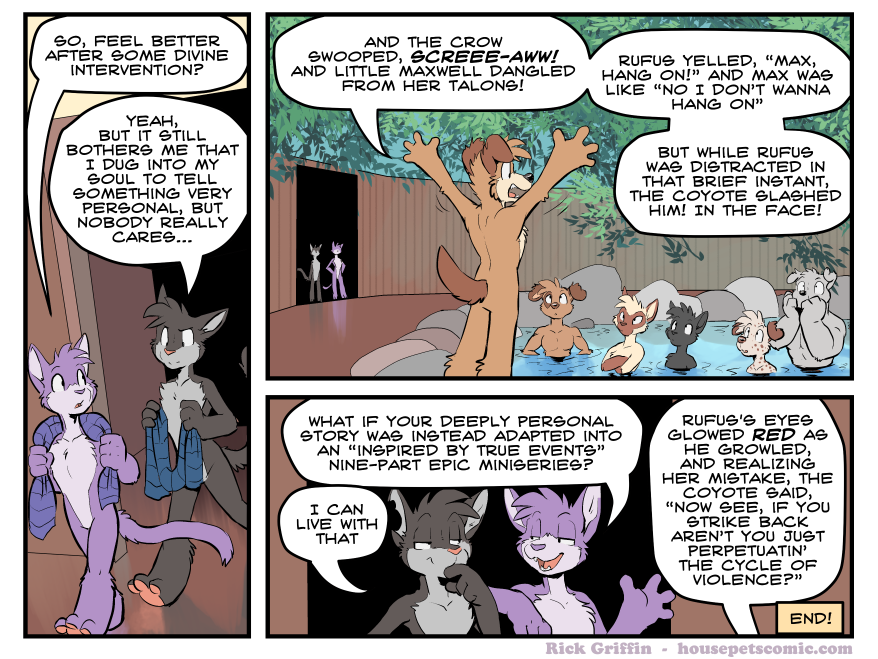 SO, FEEL BETTER
AFTER SOME DIVINE
INTERVENTION?
YEAH,
BUT IT STILL
BOTHERS ME THAT
I DUG INTO MY
SOUL TO TELL
SOMETHING VERY
PERSONAL, BUT
NOBODY REALLY
CARES...
AND THE CROW
SWOOPED, SCREEE-AWW!
AND LITTLE MAXWELL DANGLED
FROM HER TALONS!
RUFUS YELLED, "MAX,
HANG ON!" AND MAX WAS
LIKE "NO I DON'T WANNA
HANG ON"
BUT WHILE RUFUS
WAS DISTRACTED IN
THAT BRIEF INSTANT,
THE COYOTE SLASHED
HIM! IN THE FACE!
WHAT IF YOUR DEEPLY PERSONAL
STORY WAS INSTEAD ADAPTED INTO
AN "INSPIRED BY TRUE EVENTS"
NINE-PART EPIC MINISERIES?
I CAN
LIVE WITH
THAT
RUFUS'S EYES
GLOWED RED AS
HE GROWLED,
AND REALIZING
HER MISTAKE, THE
COYOTE SAID,
"NOW SEE, IF YOU
STRIKE BACK
AREN'T YOU JUST
PERPETUATIN'
THE CYCLE OF
VIOLENCE?"
END!
Rick Griffin - housepetscomic.com